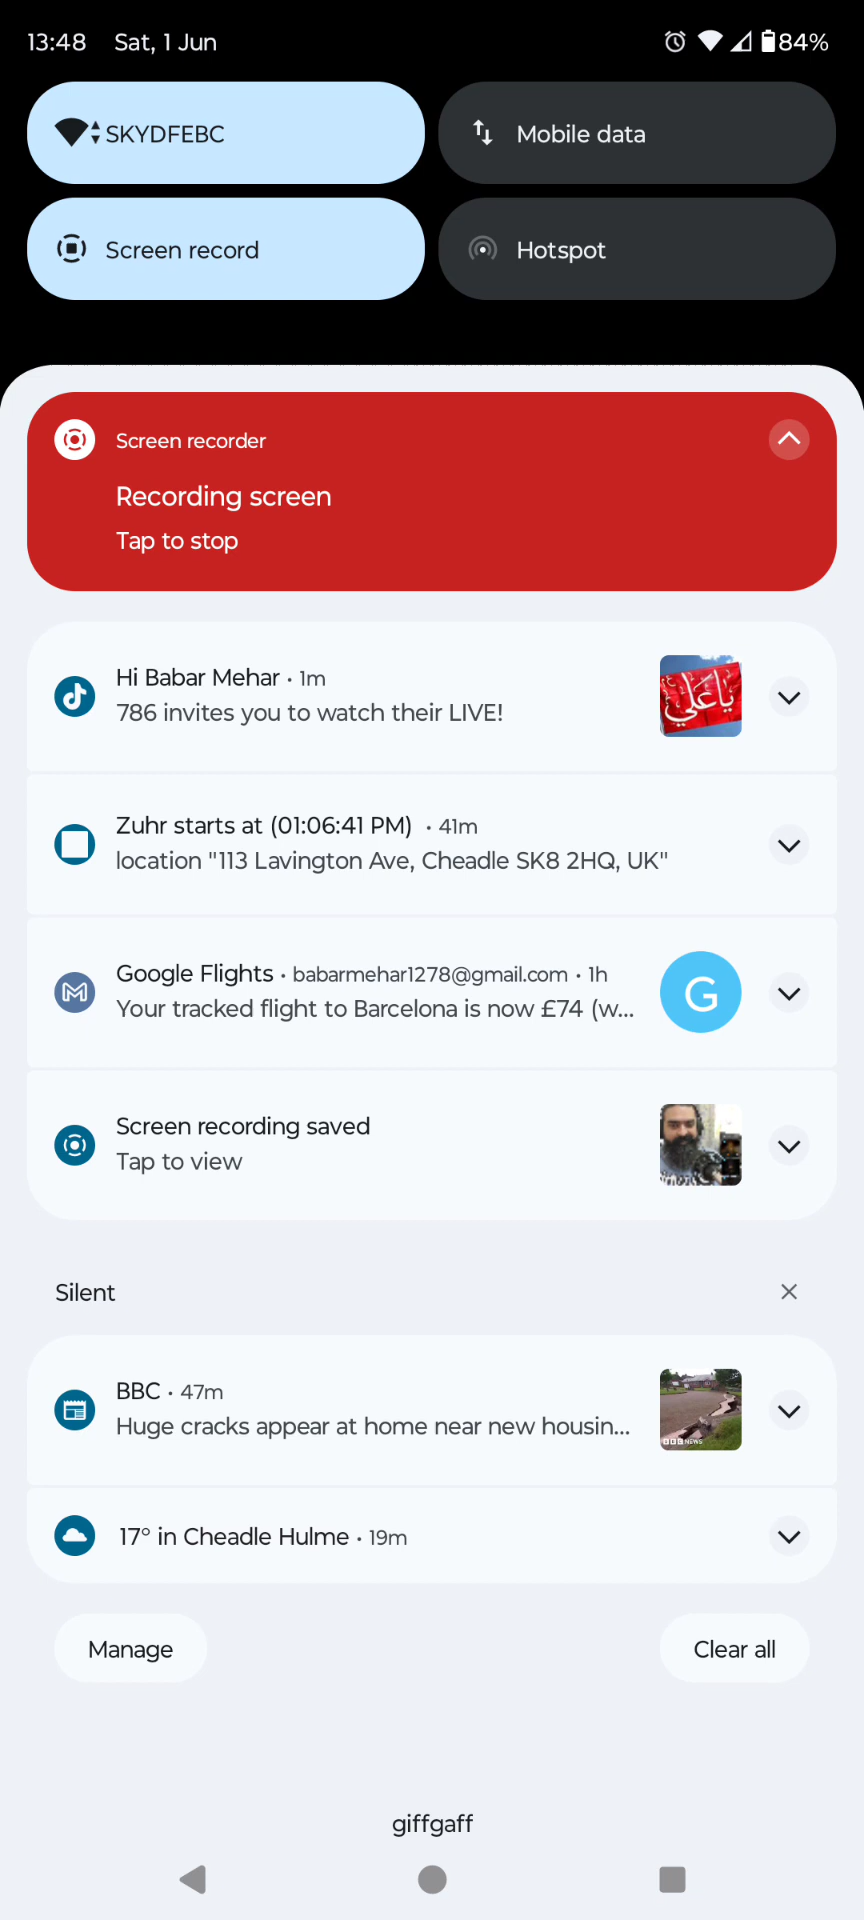 13:48 Sat, 1 Jun 84%
SKYDFEBC
Mobile data
Screen record
Hotspot
Screen recorder
Recording screen
Tap to stop
Hi Babar Mehar · 1m
786 invites you to watch their LIVE!
يا علي
Zuhr starts at (01:06:41 PM) · 41m
location "113 Lavington Ave, Cheadle SK8 2HQ, UK"
Google Flights · babarmehar1278@gmail.com · 1h
Your tracked flight to Barcelona is now £74 (w...
G
Screen recording saved
Tap to view
Silent
BBC · 47m
Huge cracks appear at home near new housin...
BBC NEWS
17° in Cheadle Hulme · 19m
Manage
Clear all
giffgaff